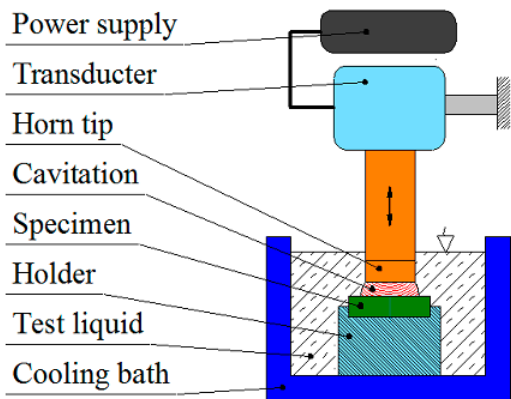 Power supply
Transducter
Horn tip
Cavitation
Specimen
Holder
Test liquid
Cooling bath